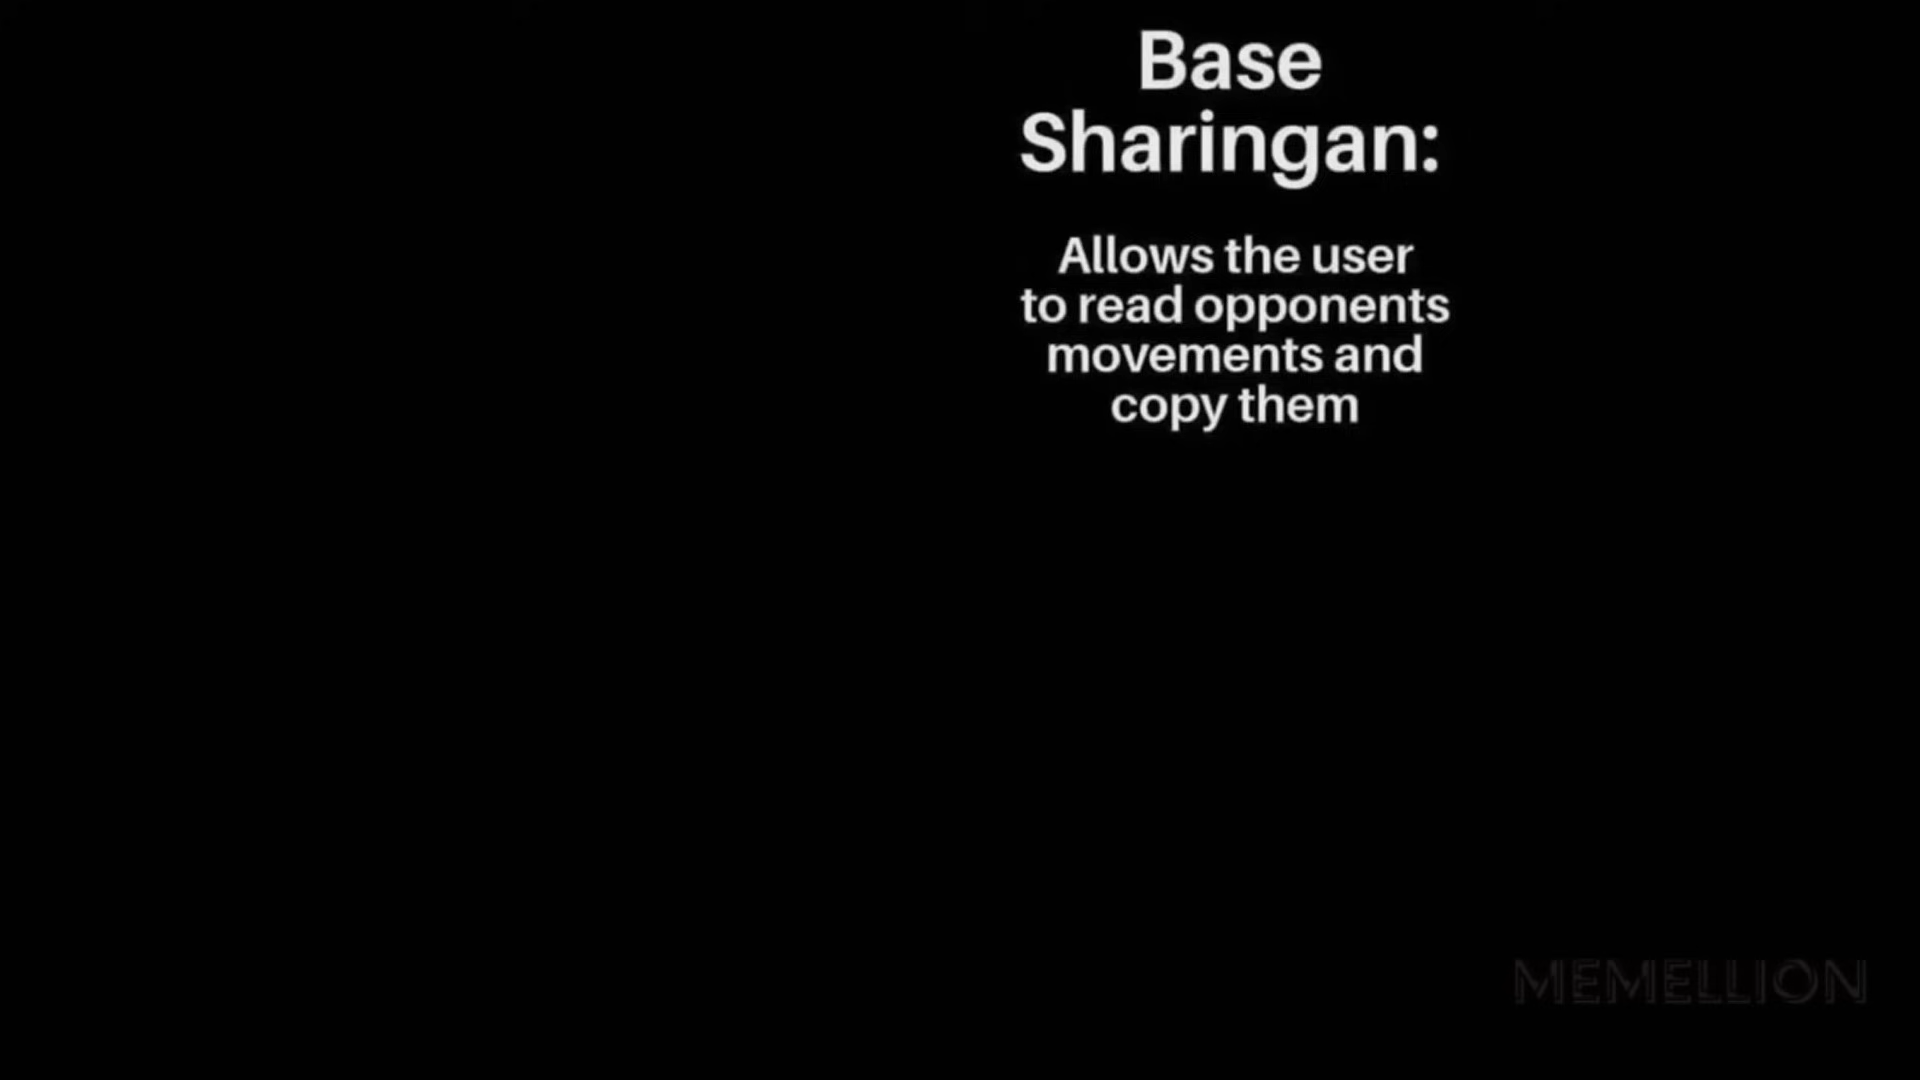 Base
Sharingan:
Allows the user
to read opponents
movements and
copy them
MEMELLION